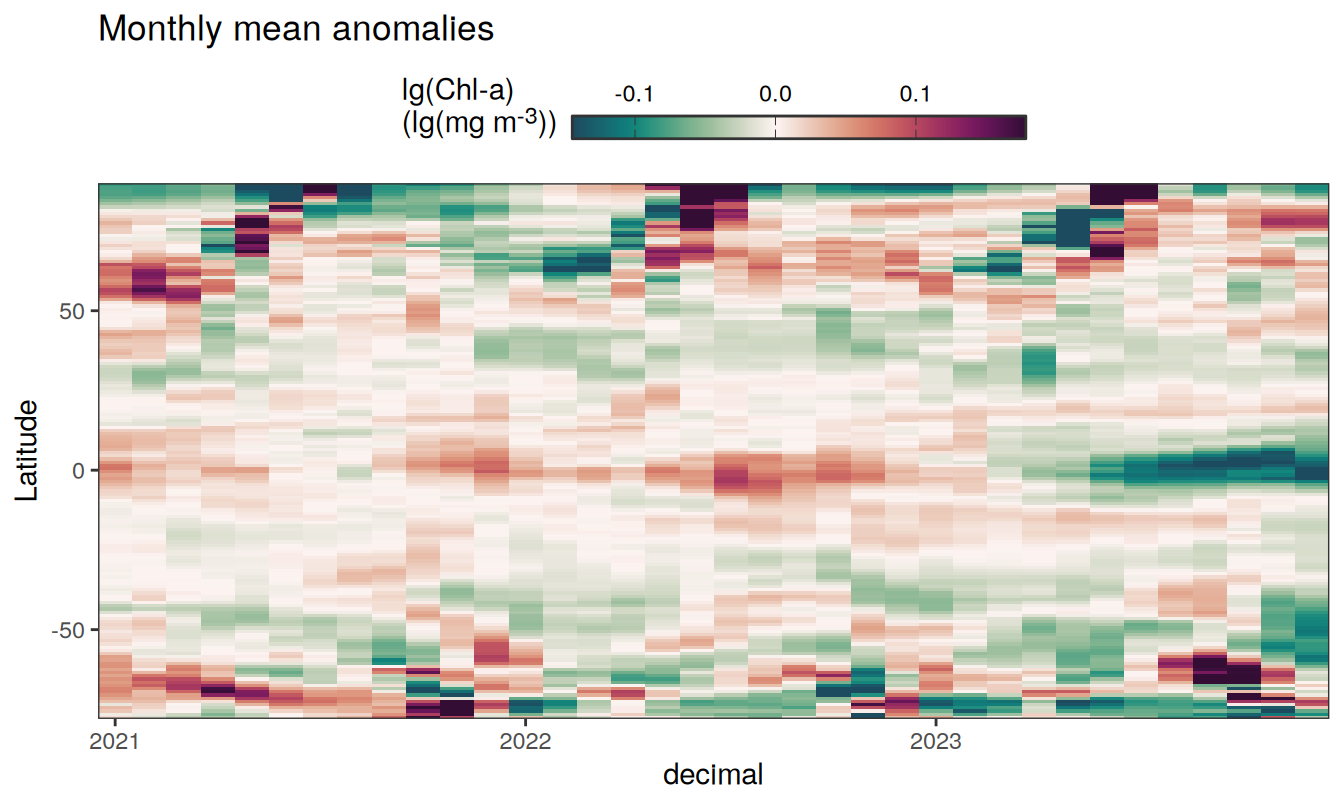 Monthly mean anomalies
lg(Chl-a)
(lg(mg m-3))
-0.1 0.0 0.1
Latitude
50
0
-50
2021 2022 2023
decimal